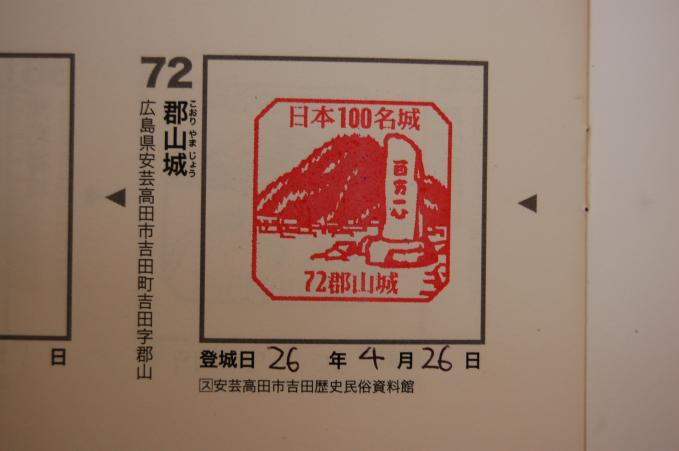 72
郡山城
こおりやまじょう
広島県安芸高田市吉田町吉田字郡山
日本100名城
百万一心
72郡山城
登城日 26 年 4 月 26 日
ス安芸高田市吉田歴史民俗資料館
日